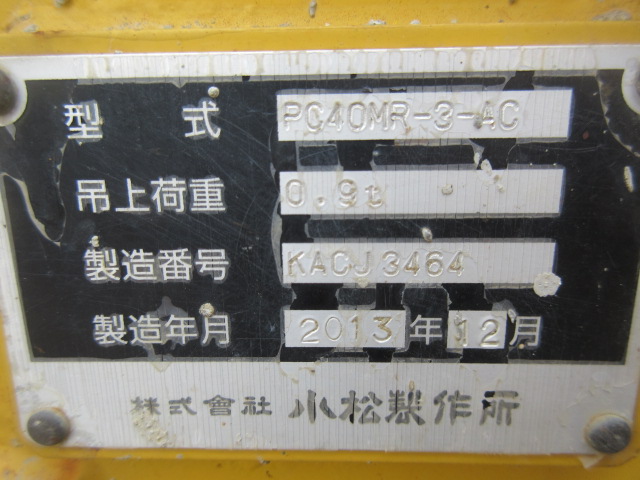 型 式 PC40MR-3-AC
吊上荷重 0.9t
製造番号 KACJ3464
製造年月 2013年12月
株式會社 小松製作所